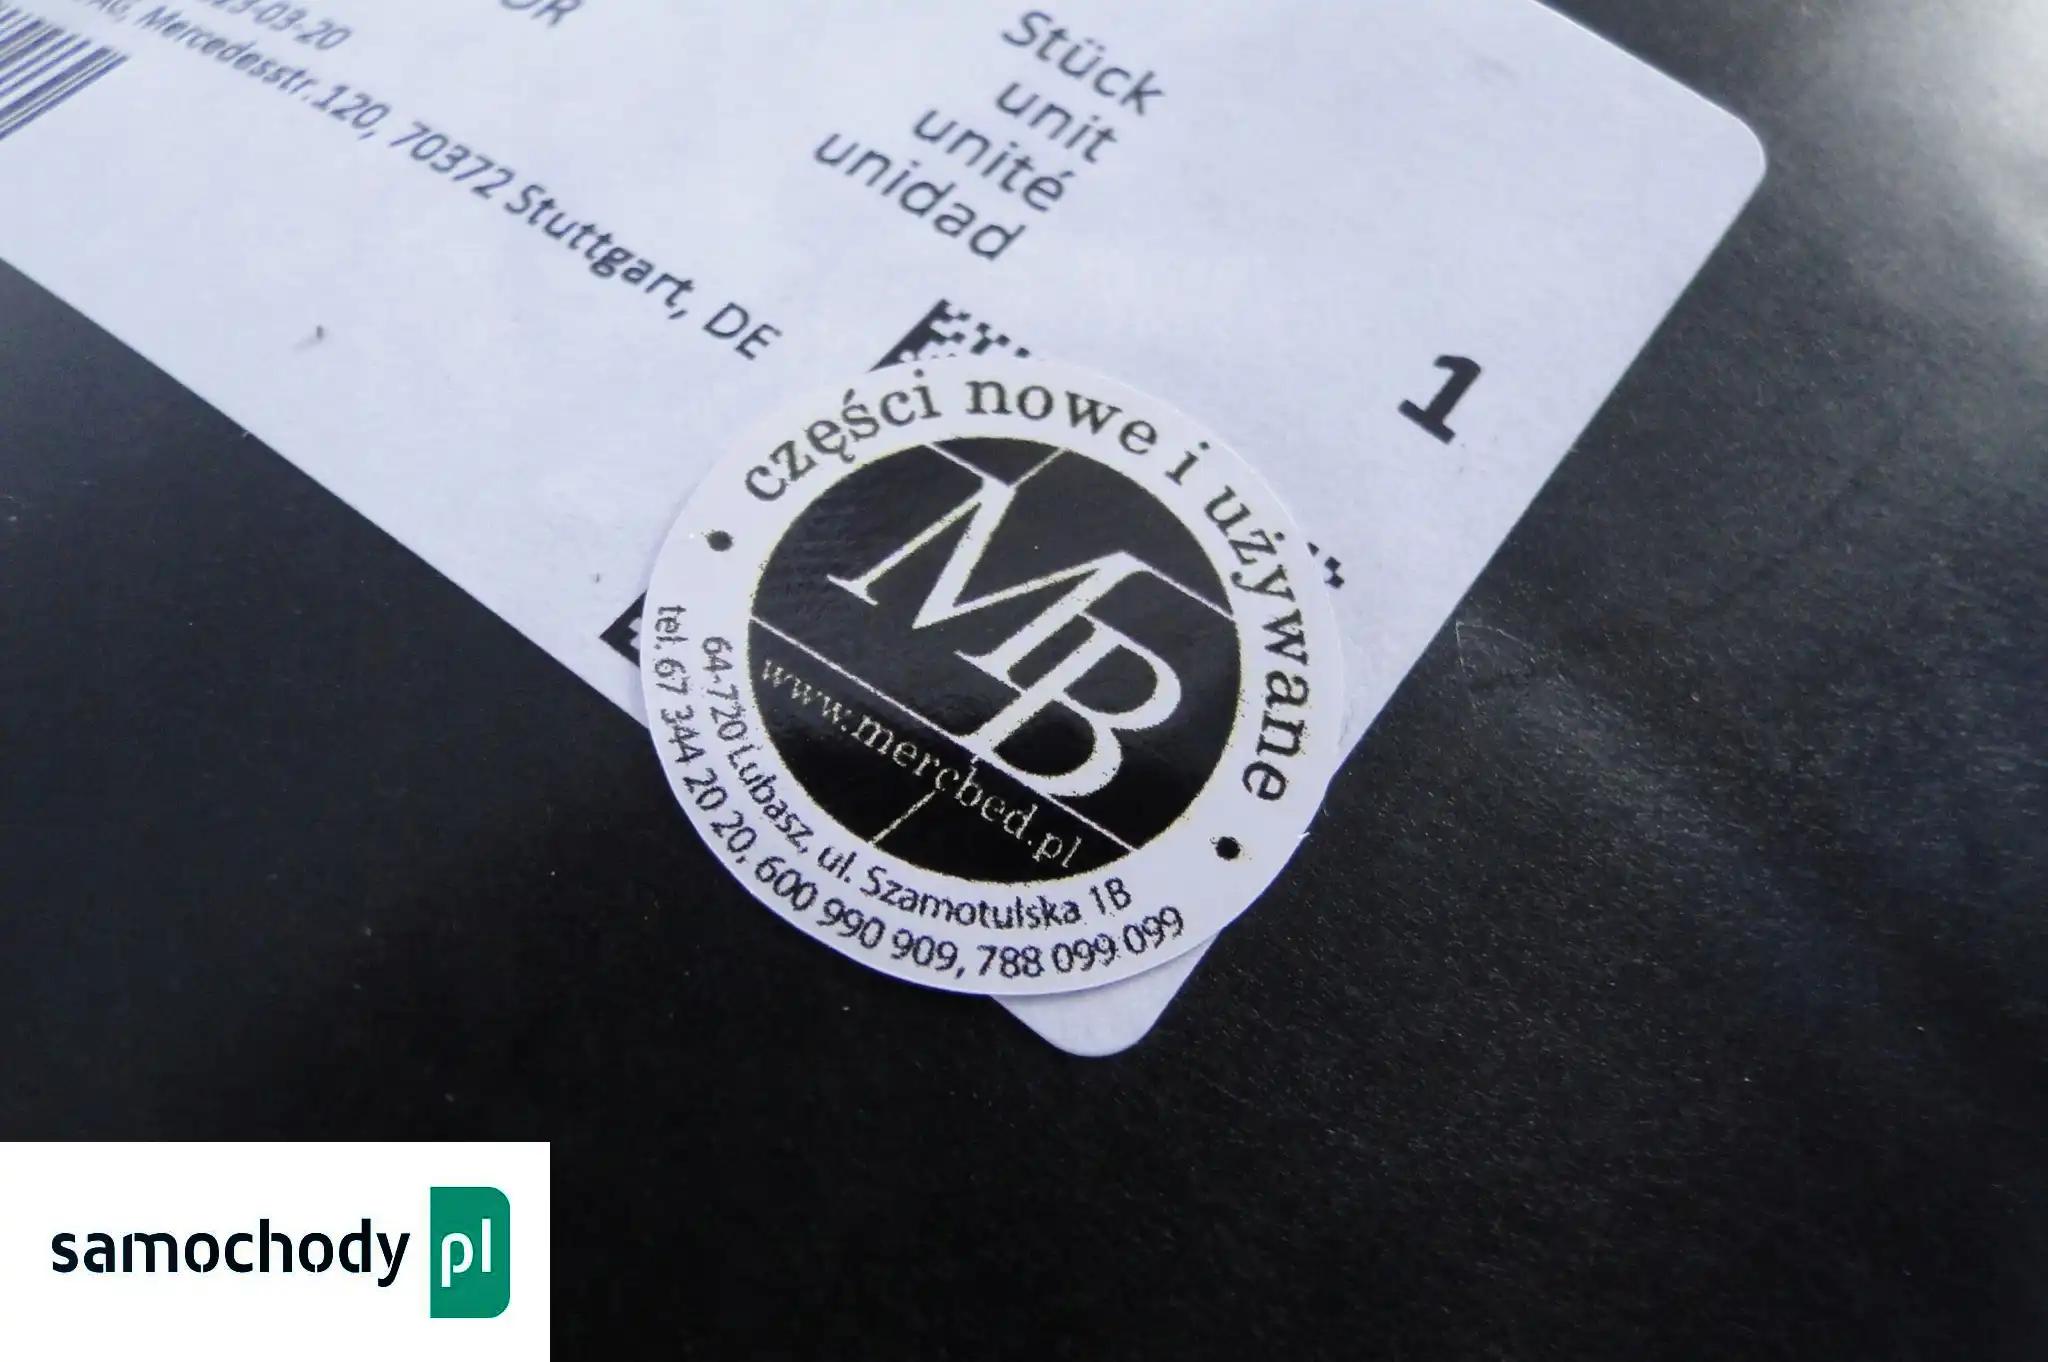 Stück
unit
unité
unidad
Mercedesstr.120, 70372 Stuttgart, DE
1
części nowe i używane
MB
www.mercbed.pl
64-720 Lubasz, ul. Szamotulska 1B
tel. 67 344 20 20, 600 990 909, 788 099 099
samochody pl